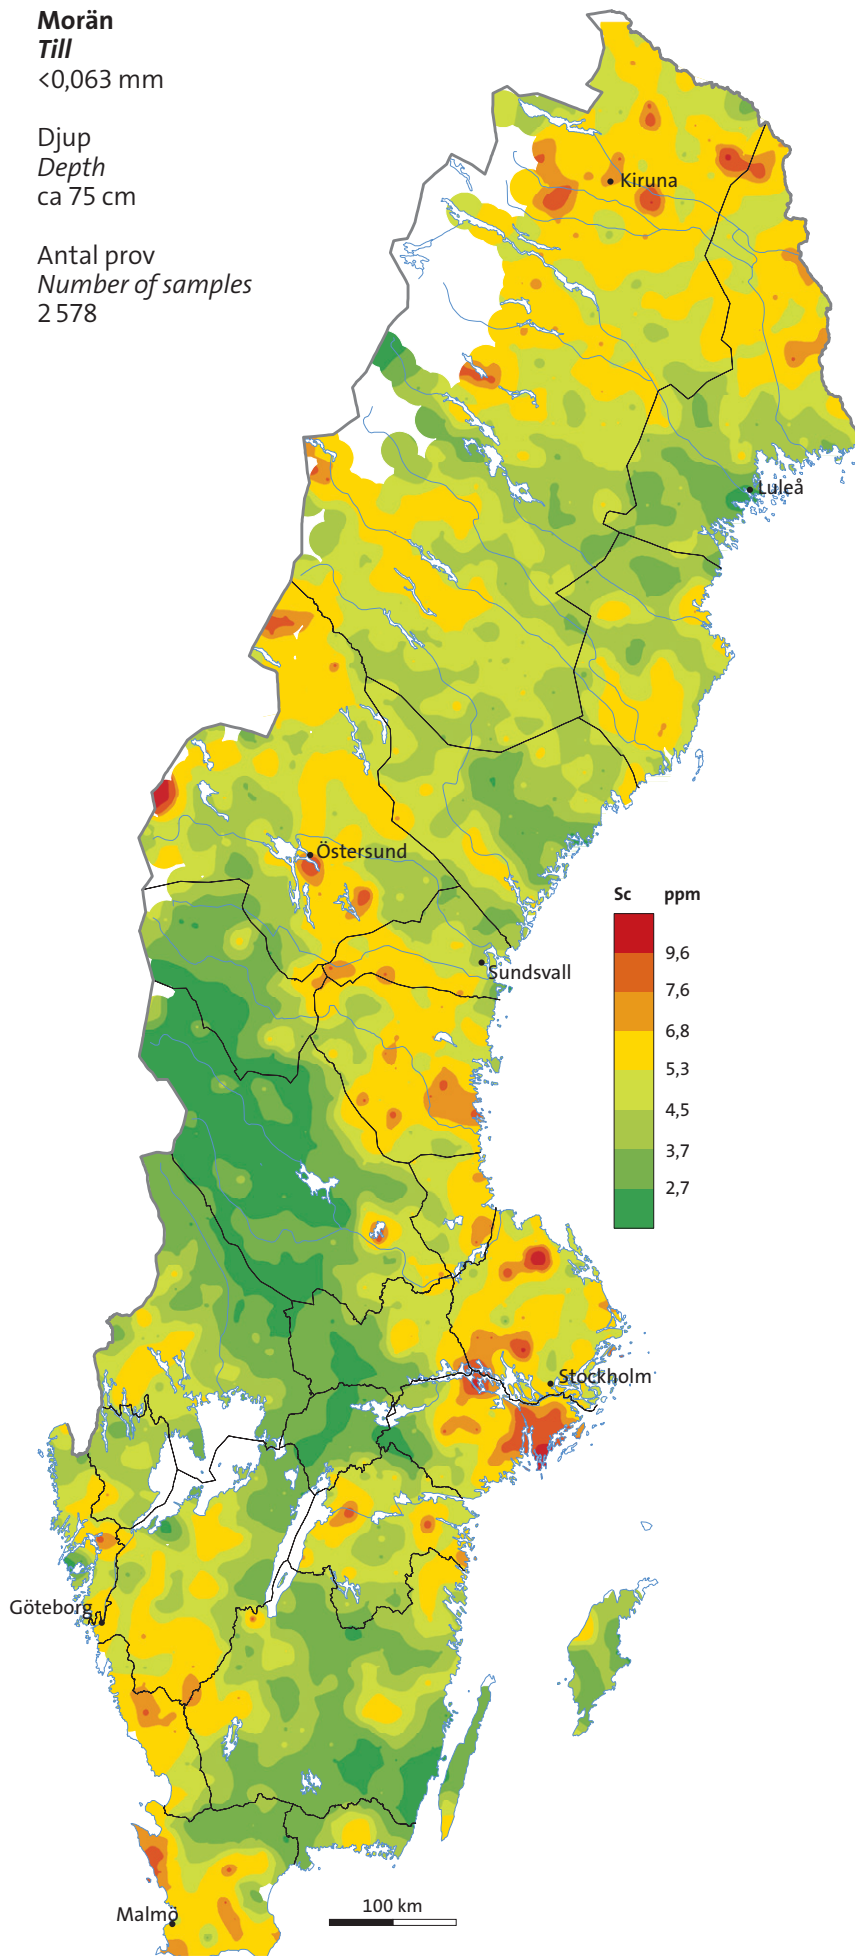 Morän
Till
<0,063 mm
Djup
Depth
ca 75 cm
Antal prov
Number of samples
2 578
Kiruna
Luleå
Östersund
Sundsvall
Sc ppm
9,6
7,6
6,8
5,3
4,5
3,7
2,7
Stockholm
Göteborg
Malmö
100 km